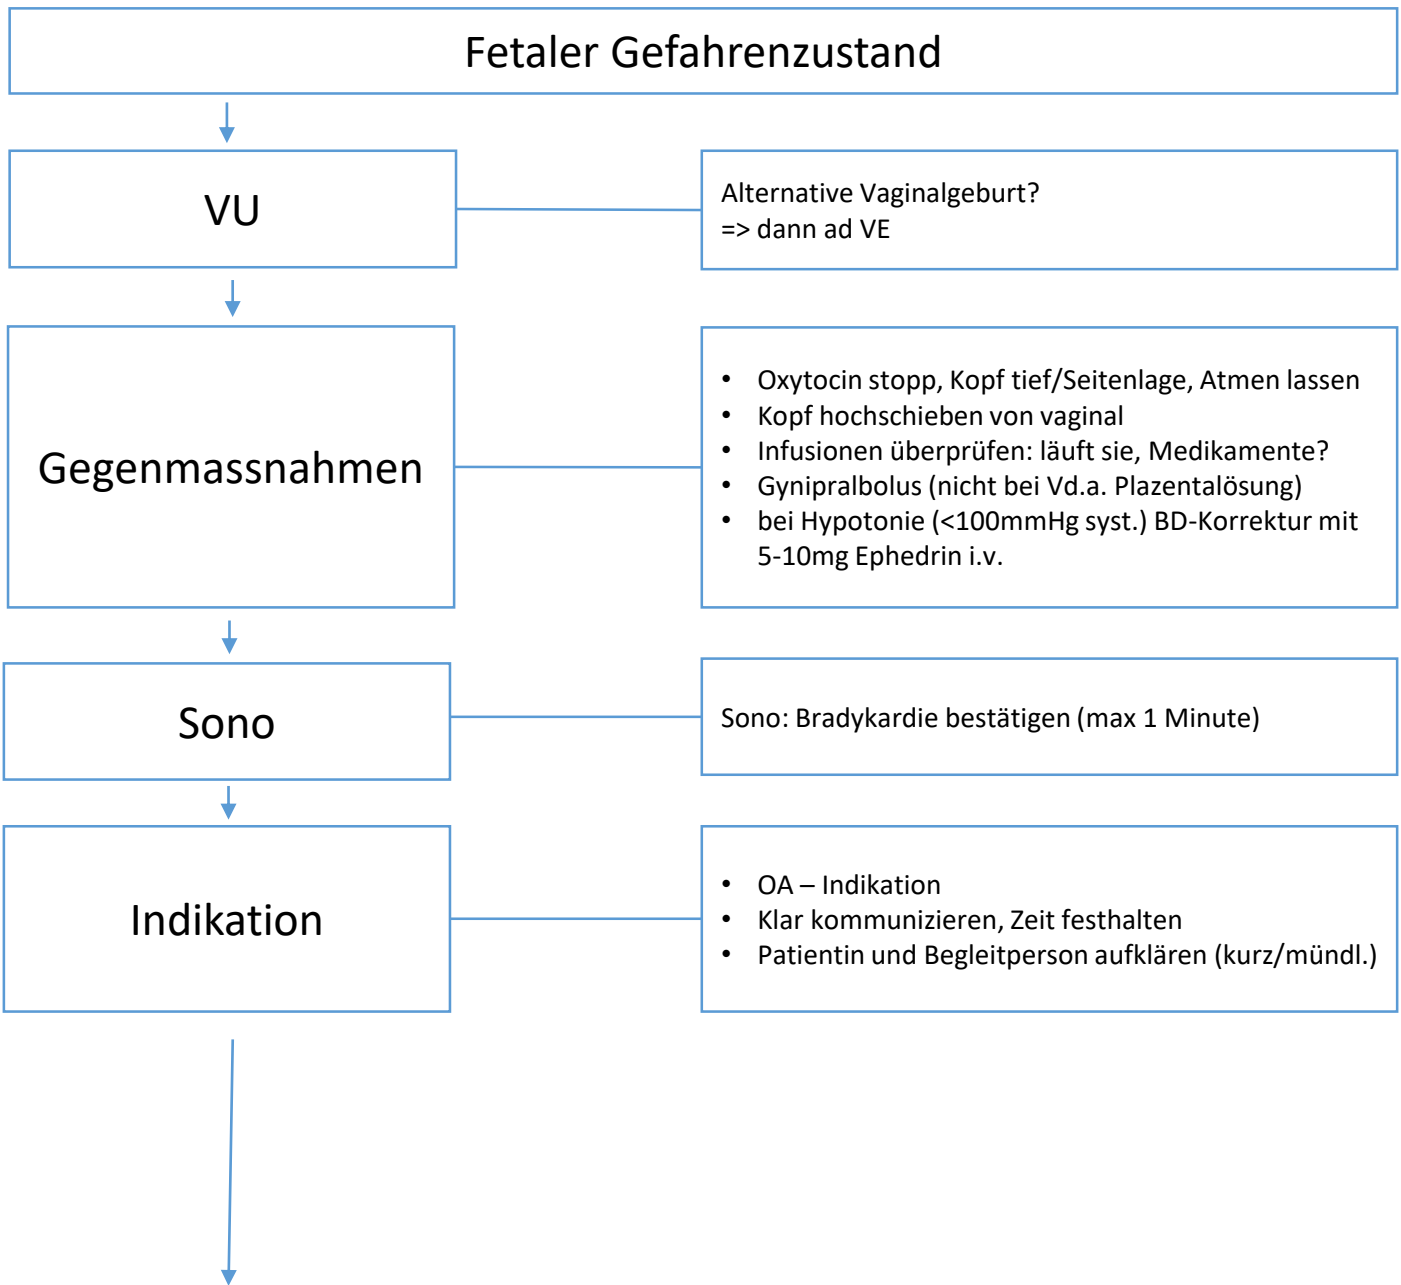 Fetaler Gefahrenzustand
VU
Alternative Vaginalgeburt?
=> dann ad VE
Gegenmassnahmen
• Oxytocin stopp, Kopf tief/Seitenlage, Atmen lassen
• Kopf hochschieben von vaginal
• Infusionen überprüfen: läuft sie, Medikamente?
• Gynipralbolus (nicht bei Vd.a. Plazentalösung)
• bei Hypotonie (<100mmHg syst.) BD-Korrektur mit
5-10mg Ephedrin i.v.
Sono
Sono: Bradykardie bestätigen (max 1 Minute)
Indikation
• OA – Indikation
• Klar kommunizieren, Zeit festhalten
• Patientin und Begleitperson aufklären (kurz/mündl.)